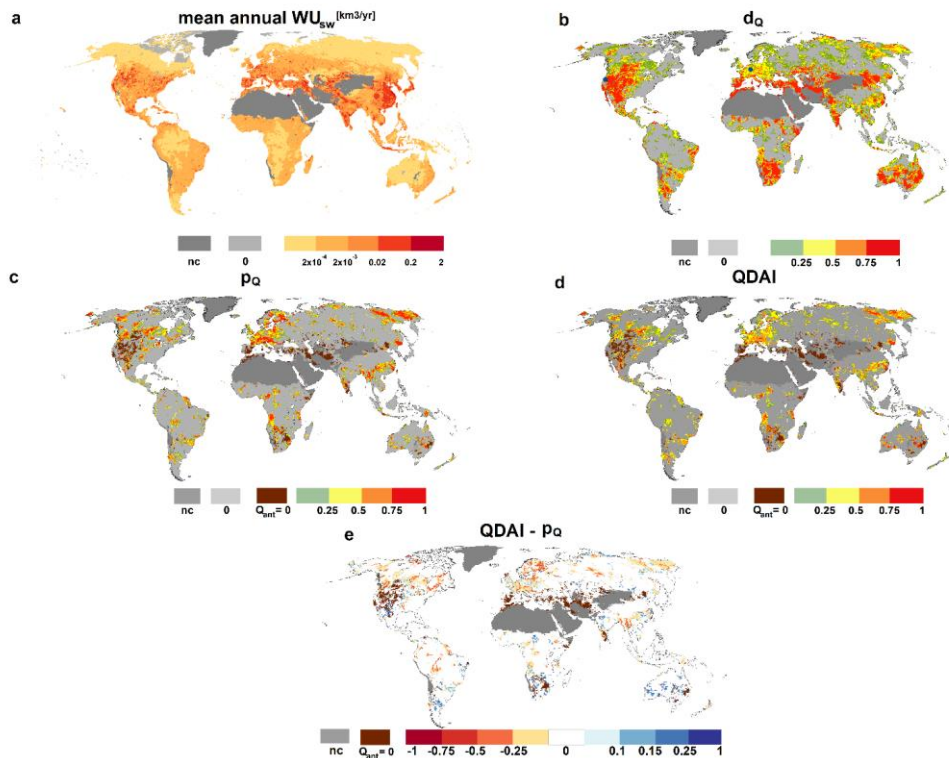 a
mean annual WUsw [km3/yr]
nc 0 2x10-4 2x10-3 0.02 0.2 2
b
dQ
nc 0 0.25 0.5 0.75 1
c
pQ
nc 0 Qant= 0 0.25 0.5 0.75 1
d
QDAI
nc 0 Qant= 0 0.25 0.5 0.75 1
e
QDAI - pQ
nc Qant= 0 -1 -0.75 -0.5 -0.25 0 0.1 0.15 0.25 1